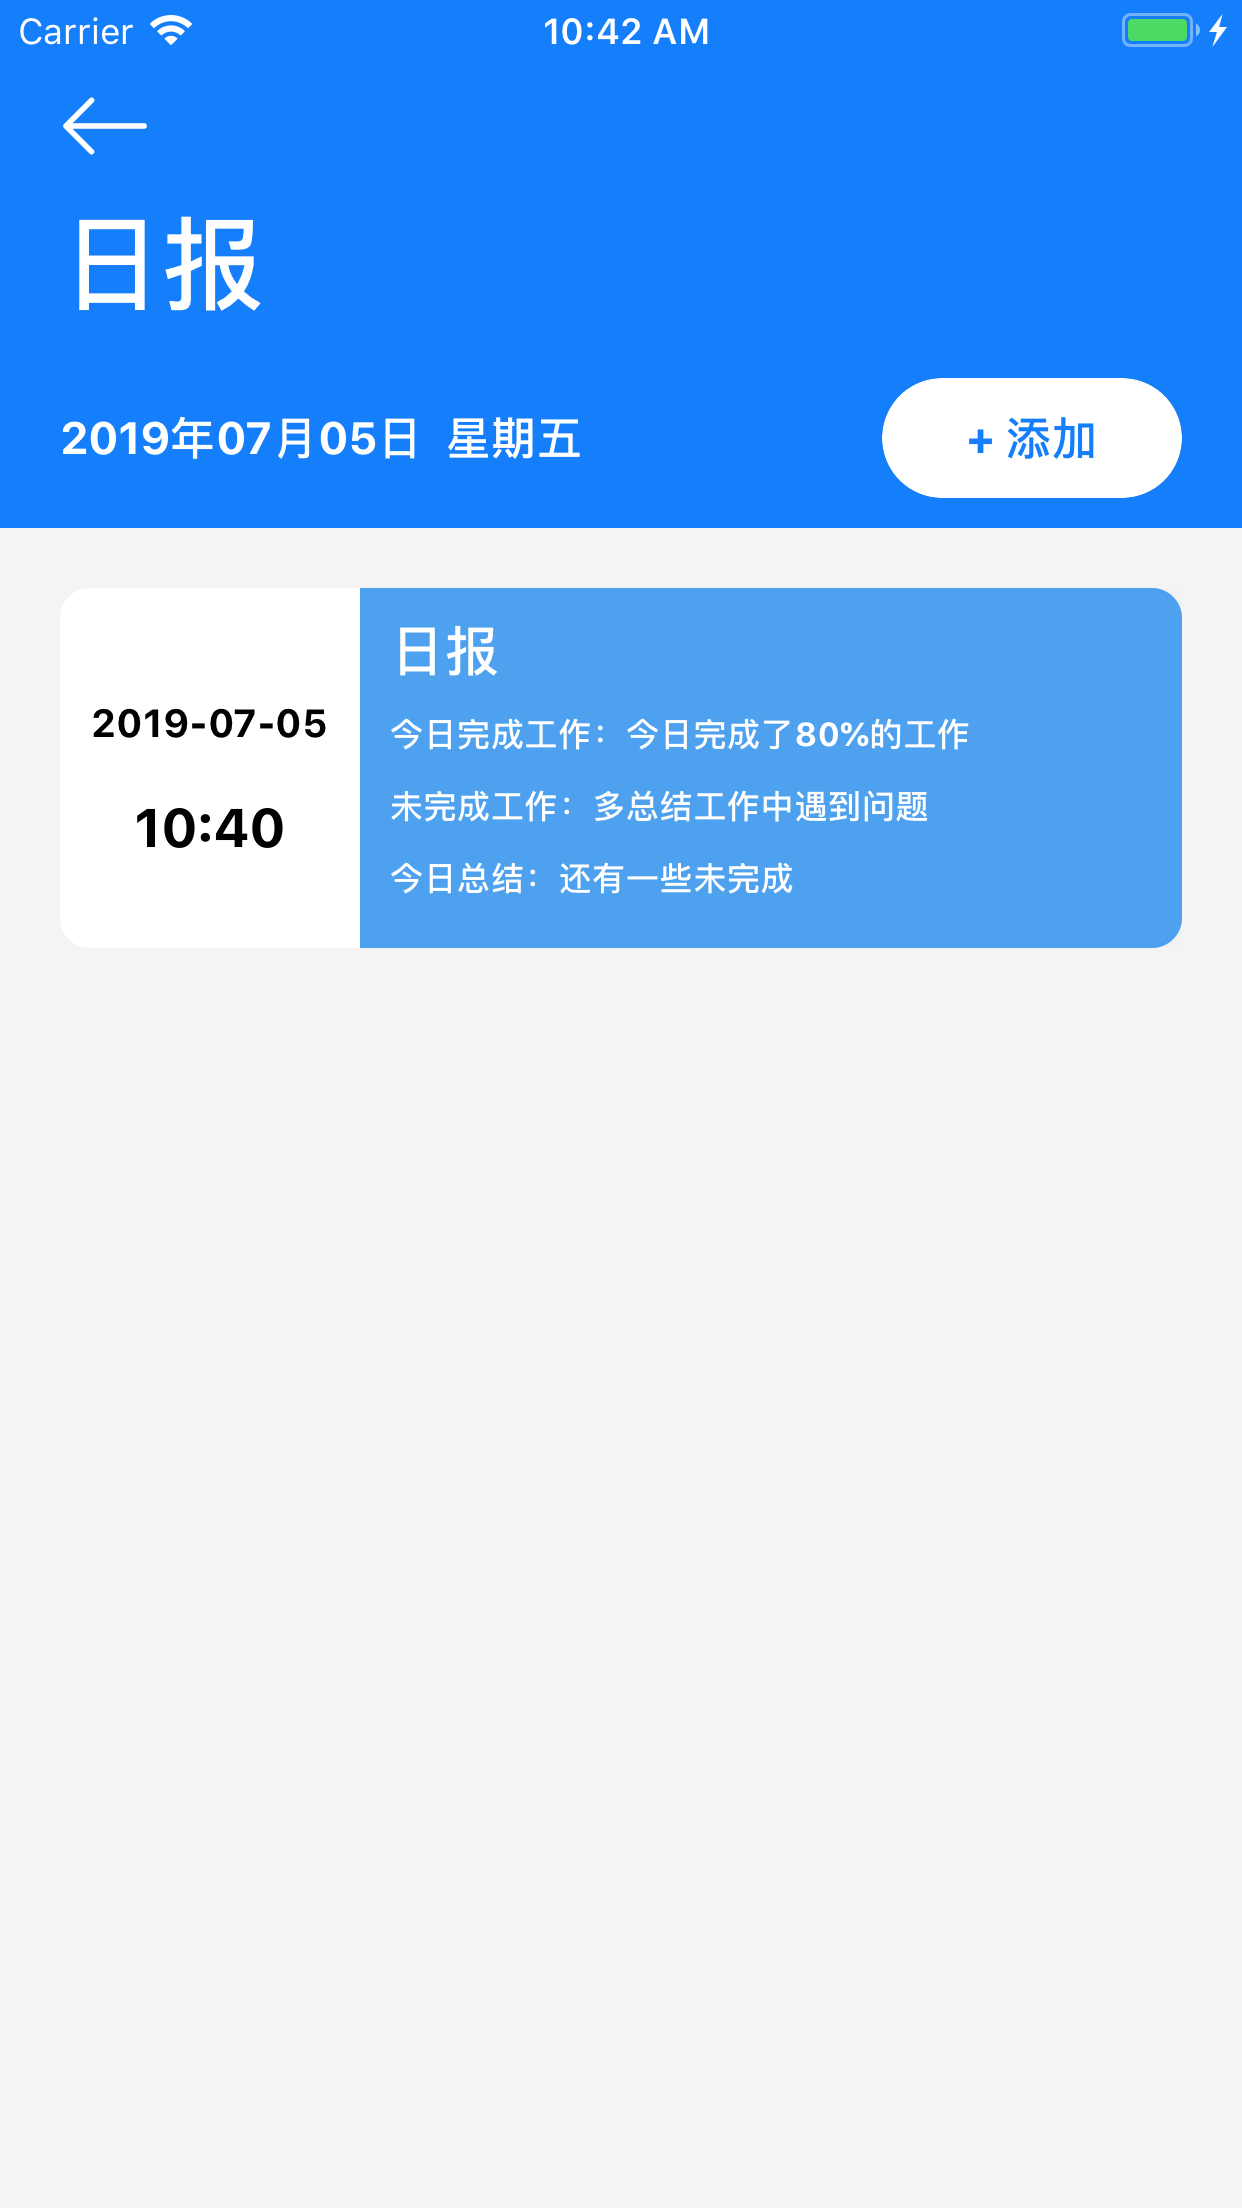 Carrier 10:42 AM
日报
2019年07月05日 星期五
+ 添加
2019-07-05
10:40
日报
今日完成工作：今日完成了80%的工作
未完成工作：多总结工作中遇到问题
今日总结：还有一些未完成